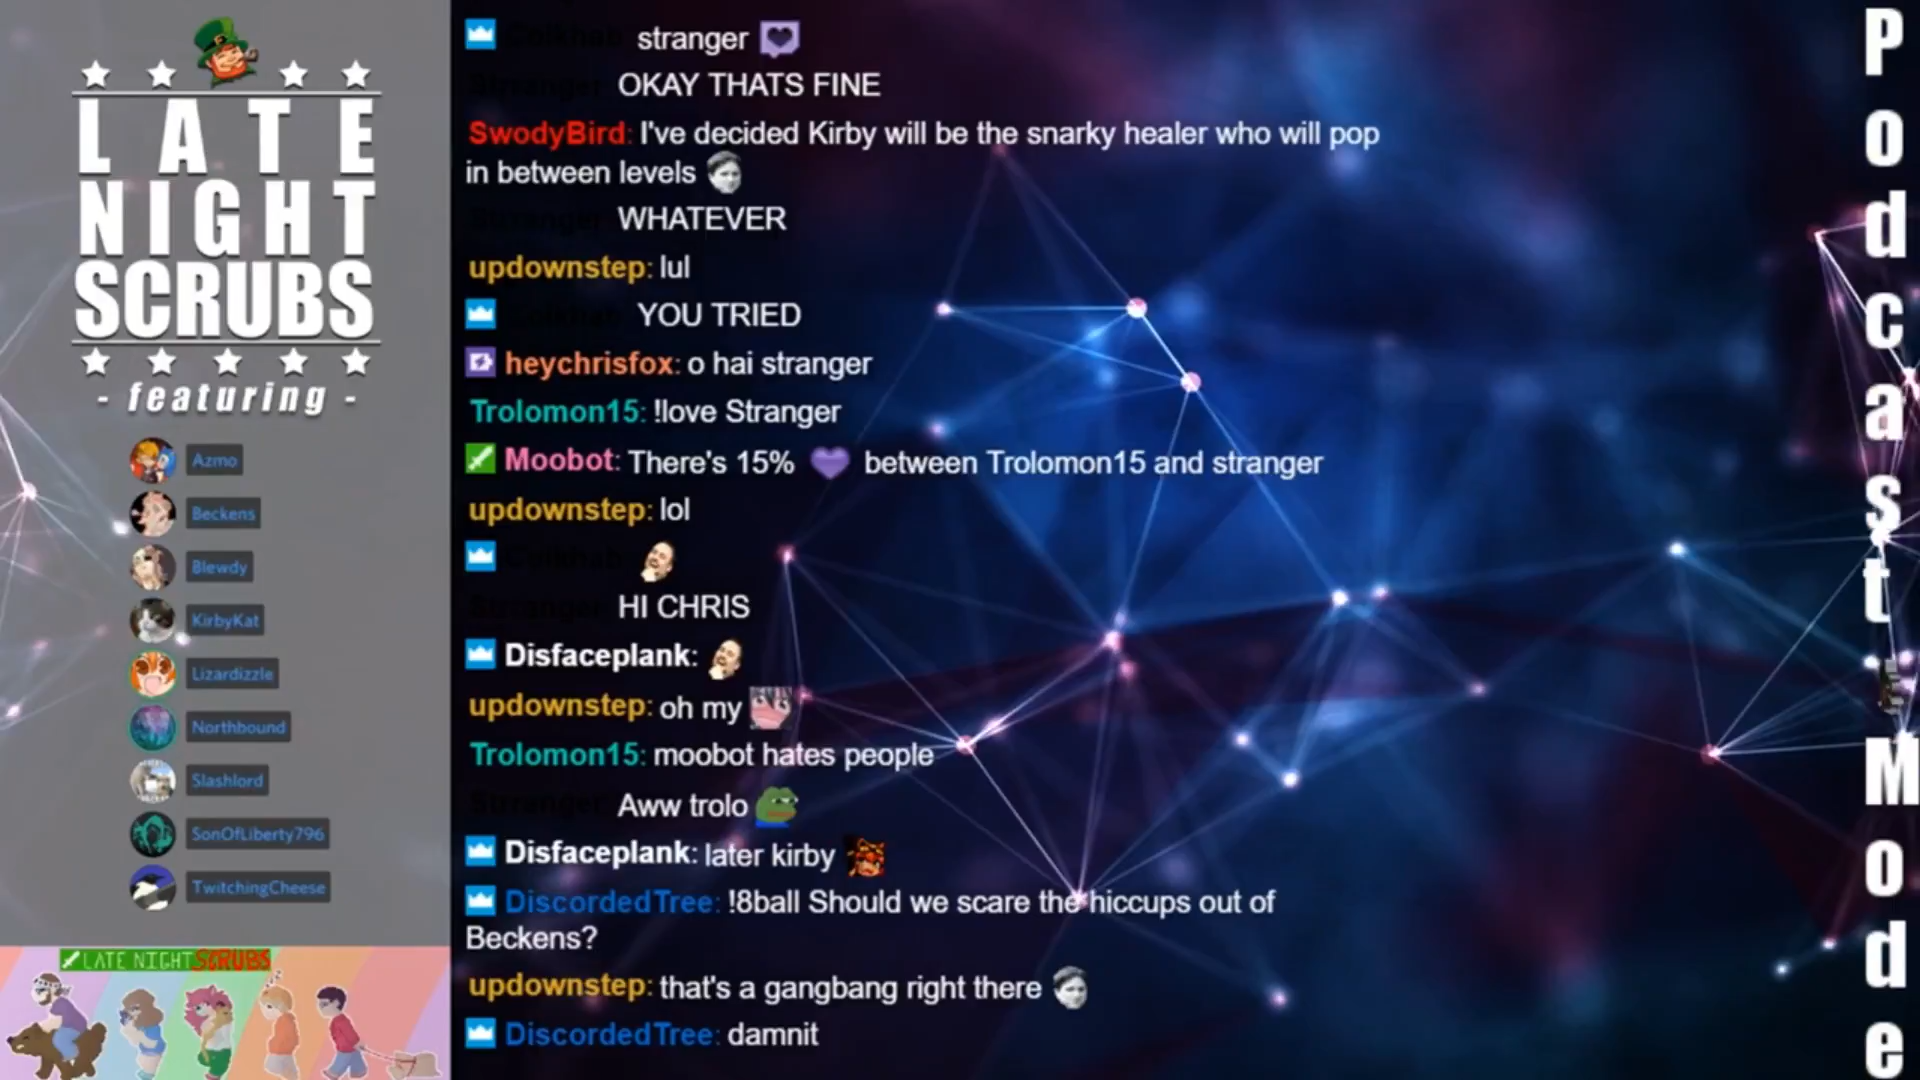 LATE
NIGHT
SCRUBS
- featuring -
Azmo
Beckens
Blewdy
KirbyKat
Lizardizzle
Northbound
Slashlord
SonOfLiberty796
TwitchingCheese
LATE NIGHT SCRUBS
stranger
Stranger OKAY THATS FINE
SwodyBird: I've decided Kirby will be the snarky healer who will pop
in between levels
Stranger WHATEVER
updownstep: lul
YOU TRIED
heychrisfox: o hai stranger
Trolomon15: !love Stranger
Moobot: There's 15% between Trolomon15 and stranger
updownstep: lol
Stranger HI CHRIS
Disfaceplank:
updownstep: oh my
Trolomon15: moobot hates people
Stranger Aww trolo
Disfaceplank: later kirby
DiscordedTree: !8ball Should we scare the hiccups out of
Beckens?
updownstep: that's a gangbang right there
DiscordedTree: damnit
Podcast Mode